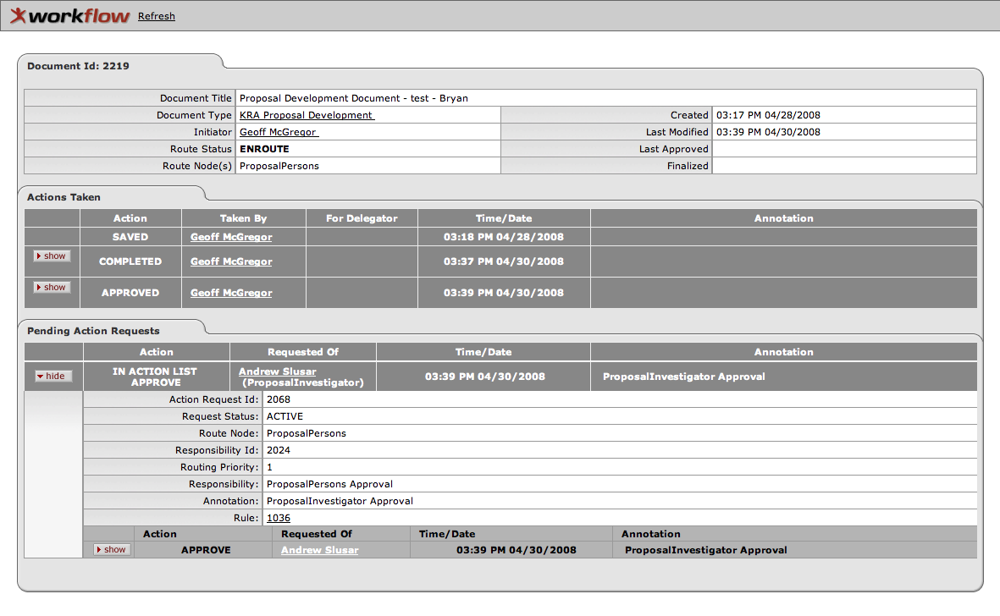 workflow Refresh
Document Id: 2219
Document Title Proposal Development Document - test - Bryan
Document Type KRA Proposal Development Created 03:17 PM 04/28/2008
Initiator Geoff McGregor Last Modified 03:39 PM 04/30/2008
Route Status ENROUTE Last Approved
Route Node(s) ProposalPersons Finalized
Actions Taken
Action Taken By For Delegator Time/Date Annotation
SAVED Geoff McGregor 03:18 PM 04/28/2008
show COMPLETED Geoff McGregor 03:37 PM 04/30/2008
show APPROVED Geoff McGregor 03:39 PM 04/30/2008
Pending Action Requests
Action Requested Of Time/Date Annotation
hide IN ACTION LIST APPROVE Andrew Slusar (ProposalInvestigator) 03:39 PM 04/30/2008 ProposalInvestigator Approval
Action Request Id: 2068
Request Status: ACTIVE
Route Node: ProposalPersons
Responsibility Id: 2024
Routing Priority: 1
Responsibility: ProposalPersons Approval
Annotation: ProposalInvestigator Approval
Rule: 1036
Action Requested Of Time/Date Annotation
show APPROVE Andrew Slusar 03:39 PM 04/30/2008 ProposalInvestigator Approval